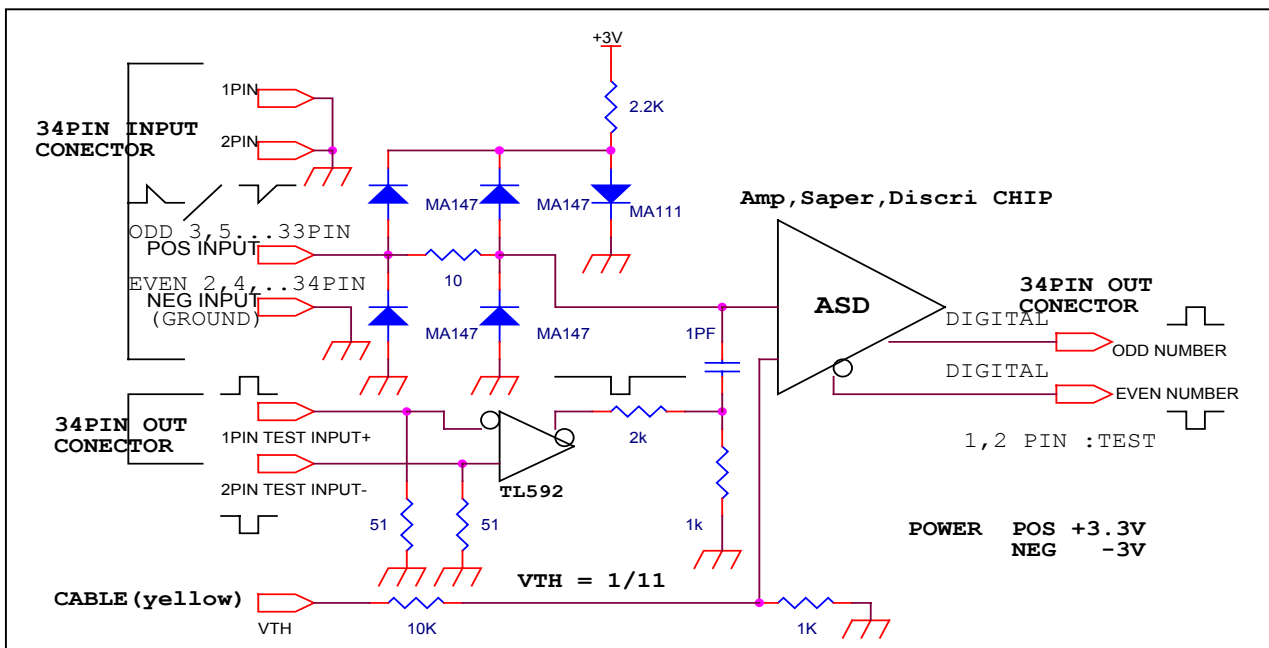 +3V
1PIN
2.2K
34PIN INPUT
CONECTOR
2PIN
MA147
MA147
MA111
Amp,Saper,Discri CHIP
ODD 3,5...33PIN
POS INPUT
10
EVEN 2,4,..34PIN
NEG INPUT
(GROUND)
MA147
MA147
1PF
ASD
34PIN OUT
CONECTOR
DIGITAL
ODD NUMBER
DIGITAL
EVEN NUMBER
34PIN OUT
CONECTOR
1PIN TEST INPUT+
2k
1,2 PIN :TEST
2PIN TEST INPUT-
TL592
51
51
1k
POWER POS +3.3V
NEG -3V
VTH = 1/11
CABLE(yellow)
VTH
10K
1K